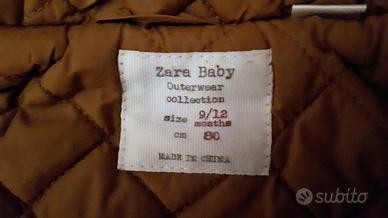 Zara Baby
Outerwear
collection
size 9/12
months
cm 80
MADE IN CHINA
subito